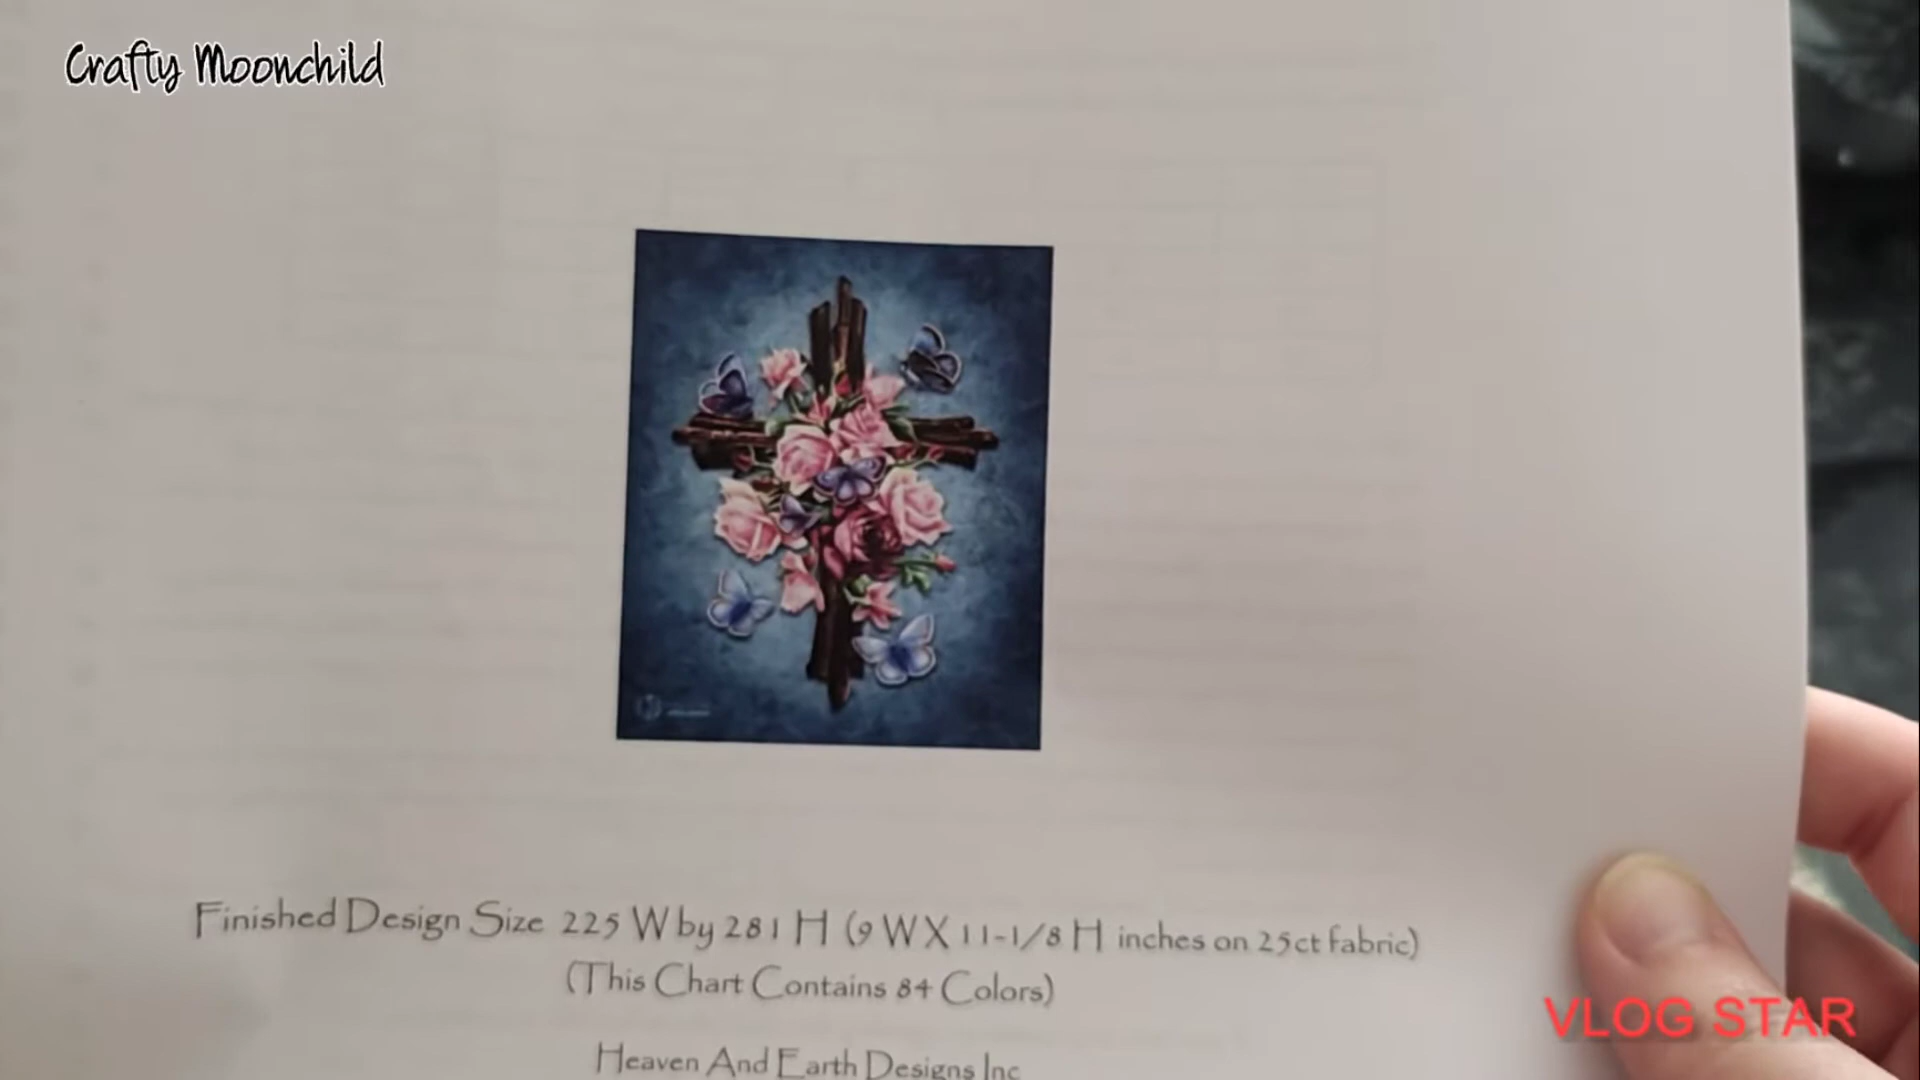 Crafty Moonchild
Finished Design Size 225 W by 281 H (9 W X 11-1/8 H inches on 25ct fabric)
(This Chart Contains 84 Colors)
Heaven And Earth Designs Inc
VLOG STAR